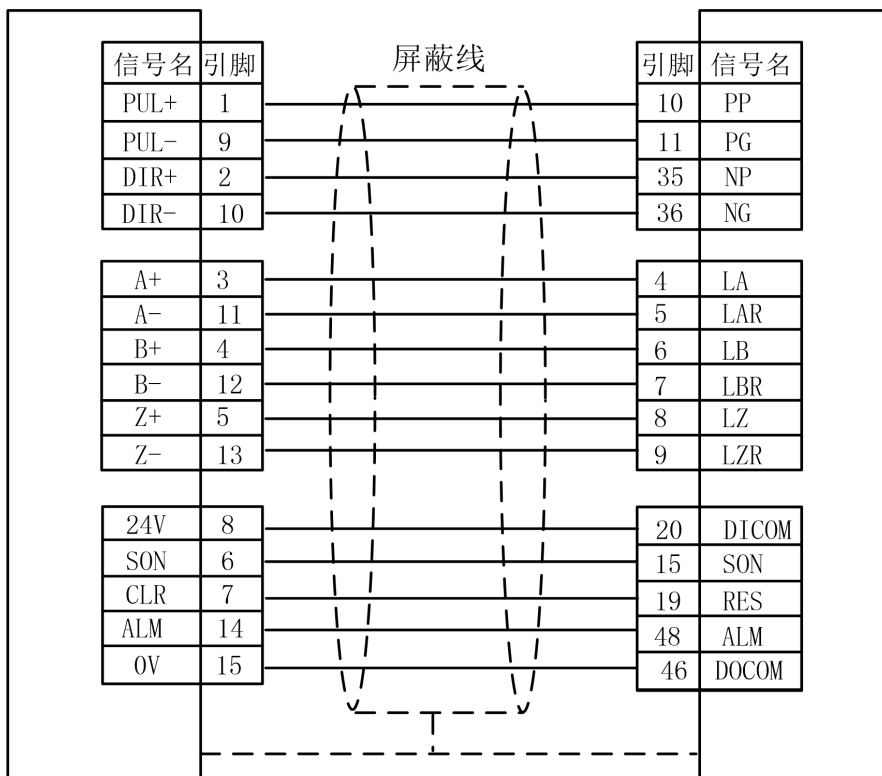 屏蔽线
信号名 引脚 引脚 信号名
PUL+ 1 10 PP
PUL- 9 11 PG
DIR+ 2 35 NP
DIR- 10 36 NG
A+ 3 4 LA
A- 11 5 LAR
B+ 4 6 LB
B- 12 7 LBR
Z+ 5 8 LZ
Z- 13 9 LZR
24V 8 20 DICOM
SON 6 15 SON
CLR 7 19 RES
ALM 14 48 ALM
0V 15 46 DOCOM